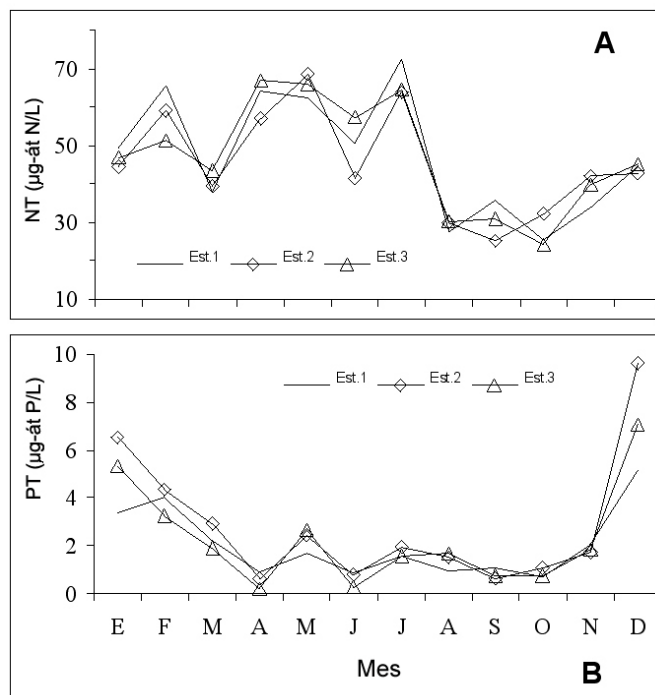 A
NT (µg-át N/L)
70
50
30
10
Est.1 Est.2 Est.3
PT (µg-át P/L)
10
8
6
4
2
0
Est.1 Est.2 Est.3
E F M A M J J A S O N D
Mes
B